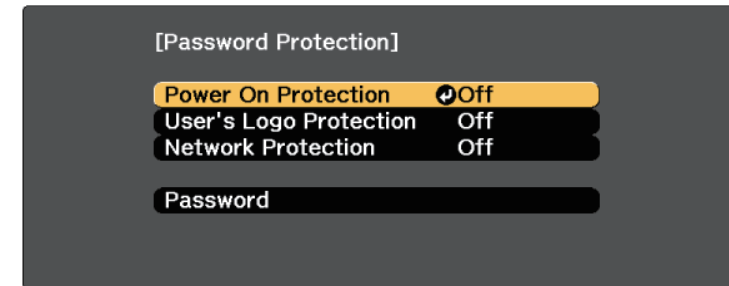 [Password Protection]
Power On Protection Off
User's Logo Protection Off
Network Protection Off
Password